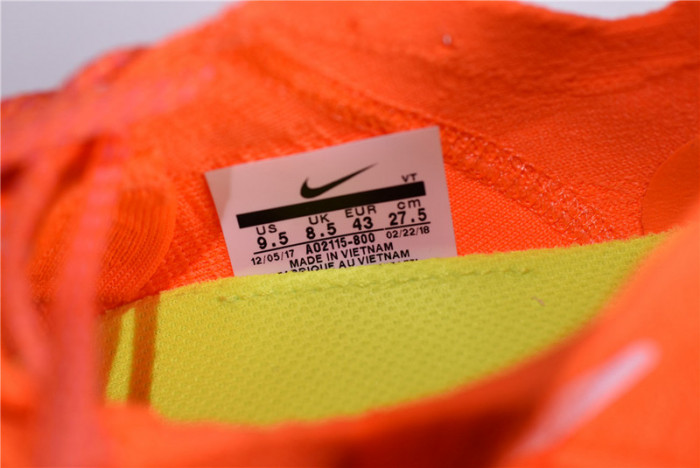 VT
US UK EUR cm
9.5 8.5 43 27.5
12/05/17 AO2115-800 02/22/18
MADE IN VIETNAM
FABRIQUE AU VIETNAM